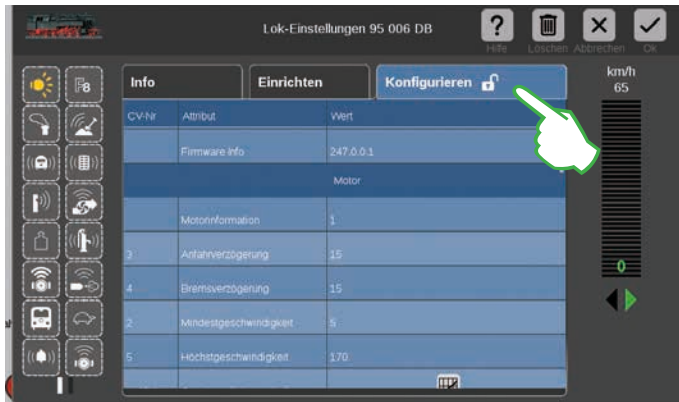 Lok-Einstellungen 95 006 DB
?
Hilfe
Löschen
Abbrechen
Ok
km/h
65
F8
Info
Einrichten
Konfigurieren
CV-Nr Attribut Wert
Firmware-Info 247.0.0.1
Motor
Motorinformation 1
3 Anfahrverzögerung 15
4 Bremsverzögerung 15
2 Mindestgeschwindigkeit 5
5 Höchstgeschwindigkeit 170
0